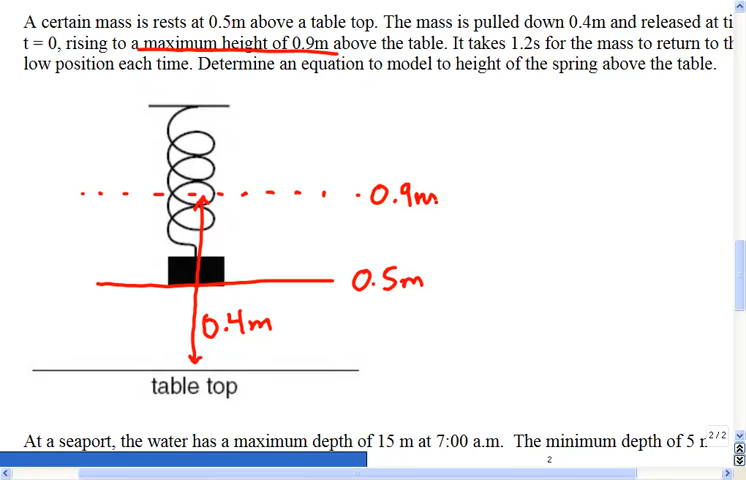 A certain mass is rests at 0.5m above a table top. The mass is pulled down 0.4m and released at
t = 0, rising to a maximum height of 0.9m above the table. It takes 1.2s for the mass to return to
low position each time. Determine an equation to model to height of the spring above the table.
0.9m
0.5m
0.4m
table top
At a seaport, the water has a maximum depth of 15 m at 7:00 a.m. The minimum depth of 5
2/2
2